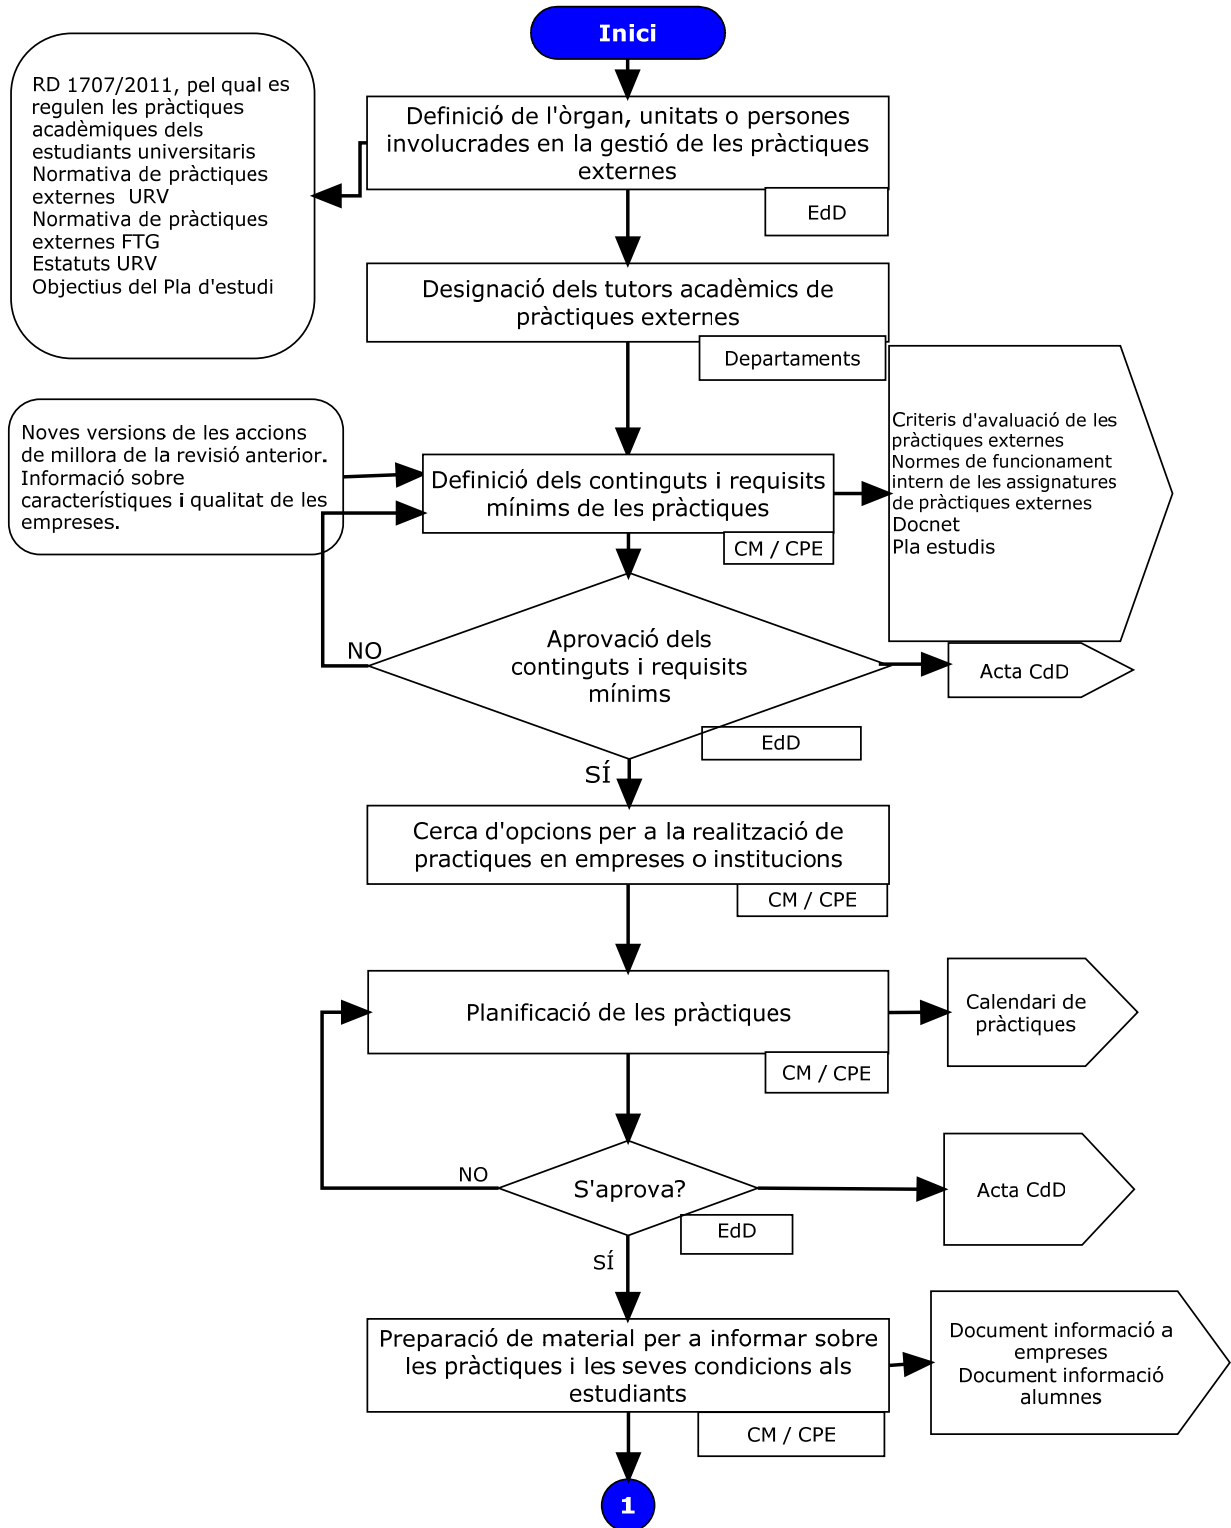 Inici
RD 1707/2011, pel qual es
regulen les pràctiques
acadèmiques dels
estudiants universitaris
Normativa de pràctiques
externes URV
Normativa de pràctiques
externes FTG
Estatuts URV
Objectius del Pla d'estudi
Definició de l'òrgan, unitats o persones
involucrades en la gestió de les pràctiques
externes
EdD
Designació dels tutors acadèmics de
pràctiques externes
Departaments
Noves versions de les accions
de millora de la revisió anterior.
Informació sobre
característiques i qualitat de les
empreses.
Definició dels continguts i requisits
mínims de les pràctiques
CM / CPE
Criteris d'avaluació de les
pràctiques externes
Normes de funcionament
intern de les assignatures
de pràctiques externes
Docnet
Pla estudis
NO
Aprovació dels
continguts i requisits
mínims
EdD
Acta CdD
SÍ
Cerca d'opcions per a la realització de
practiques en empreses o institucions
CM / CPE
Planificació de les pràctiques
CM / CPE
Calendari de
pràctiques
NO
S'aprova?
EdD
Acta CdD
SÍ
Preparació de material per a informar sobre
les pràctiques i les seves condicions als
estudiants
CM / CPE
Document informació a
empreses
Document informació
alumnes
1